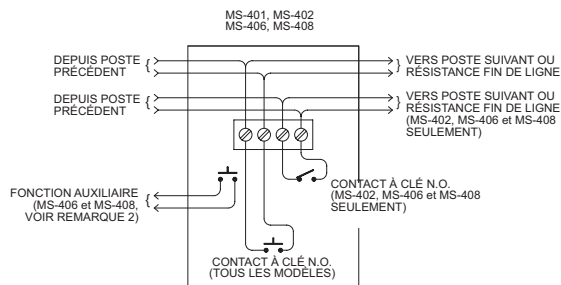 MS-401, MS-402
MS-406, MS-408
DEPUIS POSTE
PRÉCÉDENT
VERS POSTE SUIVANT OU
RÉSISTANCE FIN DE LIGNE
DEPUIS POSTE
PRÉCÉDENT
VERS POSTE SUIVANT OU
RÉSISTANCE FIN DE LIGNE
(MS-402, MS-406 et MS-408
SEULEMENT)
FONCTION AUXILIAIRE
(MS-406 et MS-408,
VOIR REMARQUE 2)
CONTACT À CLÉ N.O.
(MS-402, MS-406 et MS-408
SEULEMENT)
CONTACT À CLÉ N.O.
(TOUS LES MODÈLES)